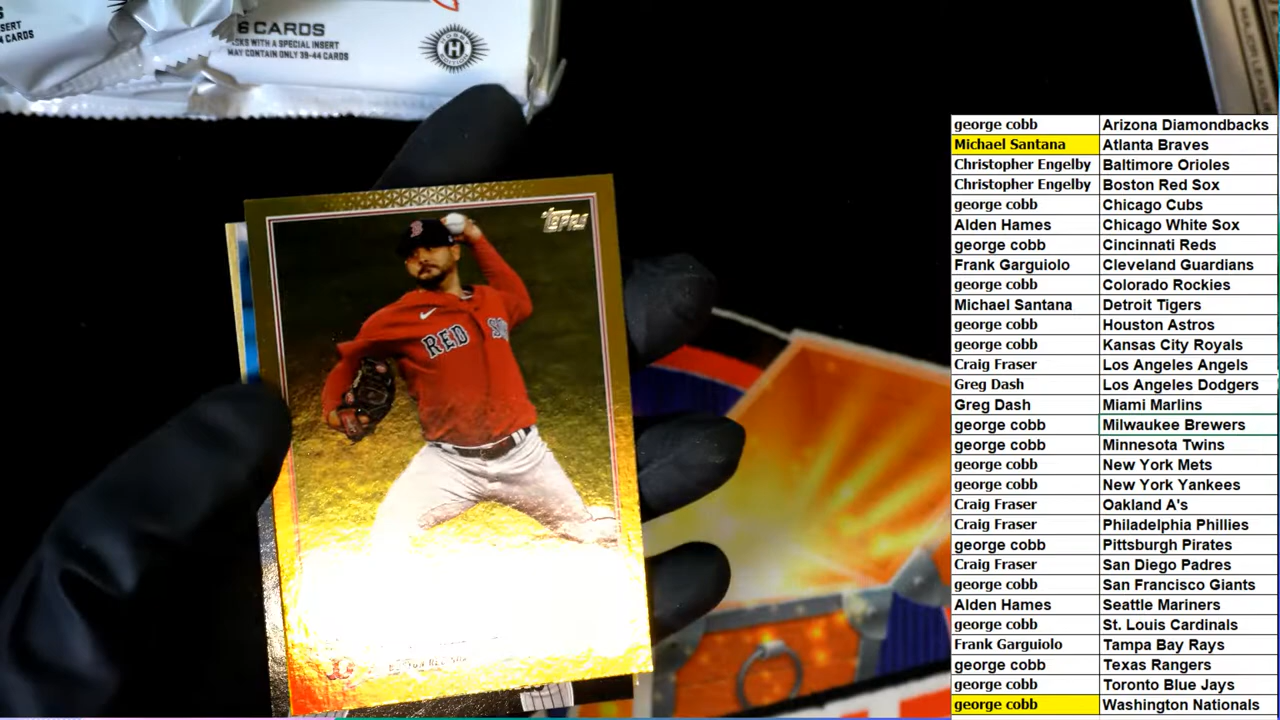 6 CARDS
WITH A SPECIAL INSERT
MAY CONTAIN ONLY 39-44 CARDS
H
TOPPS
B
RED SO
B
george cobb Arizona Diamondbacks
Michael Santana Atlanta Braves
Christopher Engelby Baltimore Orioles
Christopher Engelby Boston Red Sox
george cobb Chicago Cubs
Alden Hames Chicago White Sox
george cobb Cincinnati Reds
Frank Garguiolo Cleveland Guardians
george cobb Colorado Rockies
Michael Santana Detroit Tigers
george cobb Houston Astros
george cobb Kansas City Royals
Craig Fraser Los Angeles Angels
Greg Dash Los Angeles Dodgers
Greg Dash Miami Marlins
george cobb Milwaukee Brewers
george cobb Minnesota Twins
george cobb New York Mets
george cobb New York Yankees
Craig Fraser Oakland A's
Craig Fraser Philadelphia Phillies
george cobb Pittsburgh Pirates
Craig Fraser San Diego Padres
george cobb San Francisco Giants
Alden Hames Seattle Mariners
george cobb St. Louis Cardinals
Frank Garguiolo Tampa Bay Rays
george cobb Texas Rangers
george cobb Toronto Blue Jays
george cobb Washington Nationals